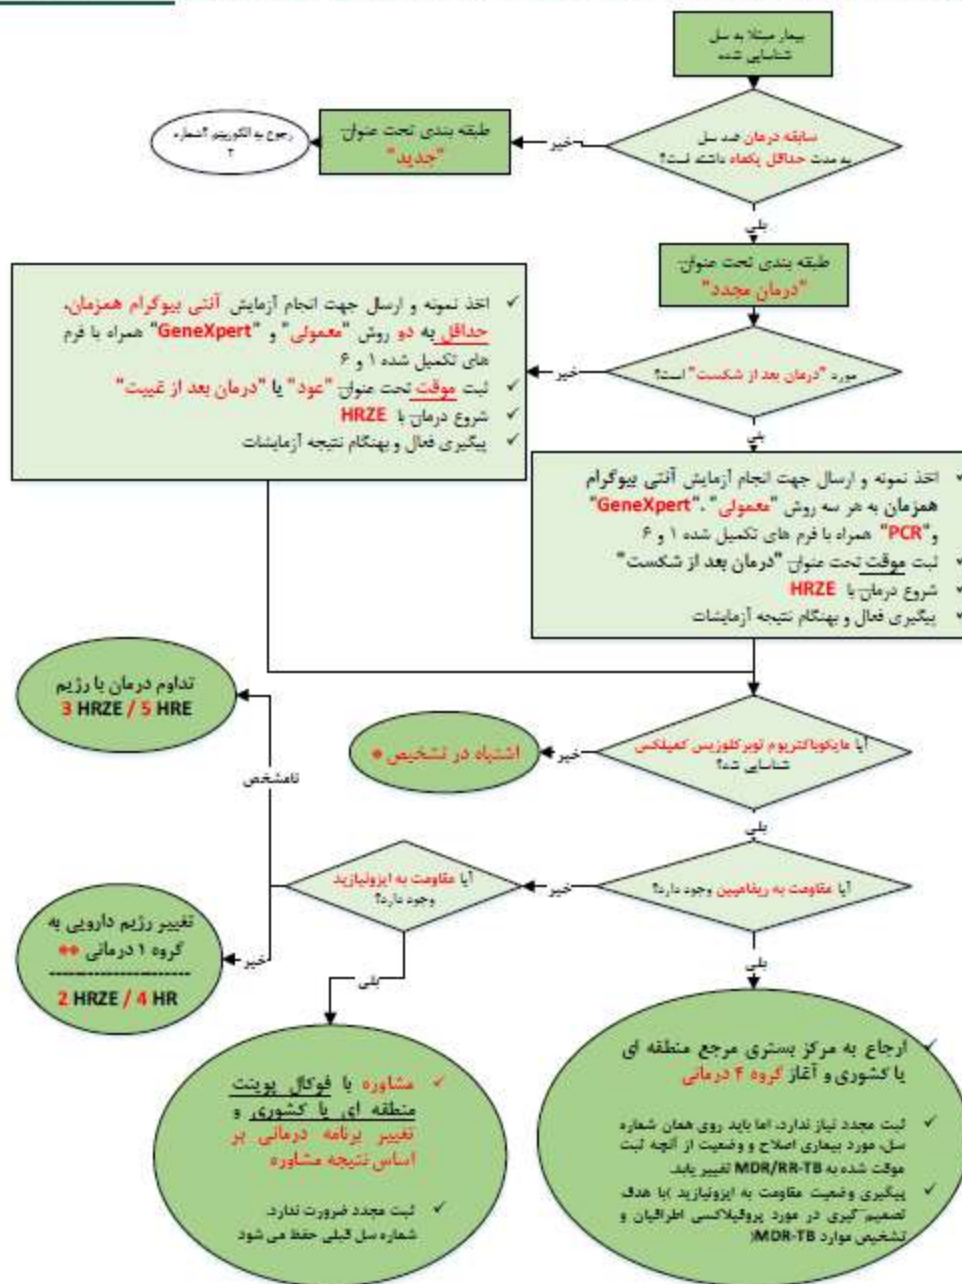 بیمار مبتلا به سل
شناسایی شده
سابقه درمان ضد سل
به مدت حداقل یکماه داشته است؟
خیر
طبقه بندی تحت عنوان
"جدید"
رجوع به الگوریتم شماره
۲
بلی
طبقه بندی تحت عنوان
"درمان مجدد"
مورد "درمان بعد از شکست" است؟
خیر
✓ اخذ نمونه و ارسال جهت انجام آزمایش آنتی بیوگرام همزمان،
حداقل به دو روش "معمولی" و "GeneXpert" همراه با فرم
های تکمیل شده ۱ و ۶
✓ ثبت موقت تحت عنوان "عود" یا "درمان بعد از غیبت"
✓ شروع درمان با HRZE
✓ پیگیری فعال و بهنگام نتیجه آزمایشات
بلی
✓ اخذ نمونه و ارسال جهت انجام آزمایش آنتی بیوگرام
همزمان به هر سه روش "معمولی"، "GeneXpert"
و "PCR" همراه با فرم های تکمیل شده ۱ و ۶
✓ ثبت موقت تحت عنوان "درمان بعد از شکست"
✓ شروع درمان با HRZE
✓ پیگیری فعال و بهنگام نتیجه آزمایشات
آیا مایکوباکتریوم توبرکلوزیس کمپلکس
شناسایی شد؟
خیر
اشتباه در تشخیص *
بلی
آیا مقاومت به ریفامپین وجود دارد؟
خیر
آیا مقاومت به ایزونیازید
وجود دارد؟
نامشخص
تداوم درمان با رژیم
3 HRZE / 5 HRE
خیر
تغییر رژیم دارویی به
گروه ۱ درمانی **
--------------------
2 HRZE / 4 HR
بلی
✓ مشاوره با فوکال پوینت
منطقه ای یا کشوری و
تغییر برنامه درمانی بر
اساس نتیجه مشاوره
✓ ثبت مجدد ضرورت ندارد.
شماره سل قبلی حفظ می شود
بلی
✓ ارجاع به مرکز بستری مرجع منطقه ای
یا کشوری و آغاز گروه ۴ درمانی
✓ ثبت مجدد نیاز ندارد، اما باید روی همان شماره
سل، مورد بیماری اصلاح و وضعیت از آنچه ثبت
موقت شده به MDR/RR-TB تغییر یابد.
✓ پیگیری وضعیت مقاومت به ایزونیازید )با هدف
تصمیم گیری در مورد پروفیلاکسی اطرافیان و
تشخیص موارد MDR-TB(